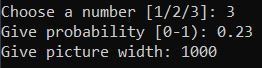 Choose a number [1/2/3]: 3
Give probability [0-1): 0.23
Give picture width: 1000